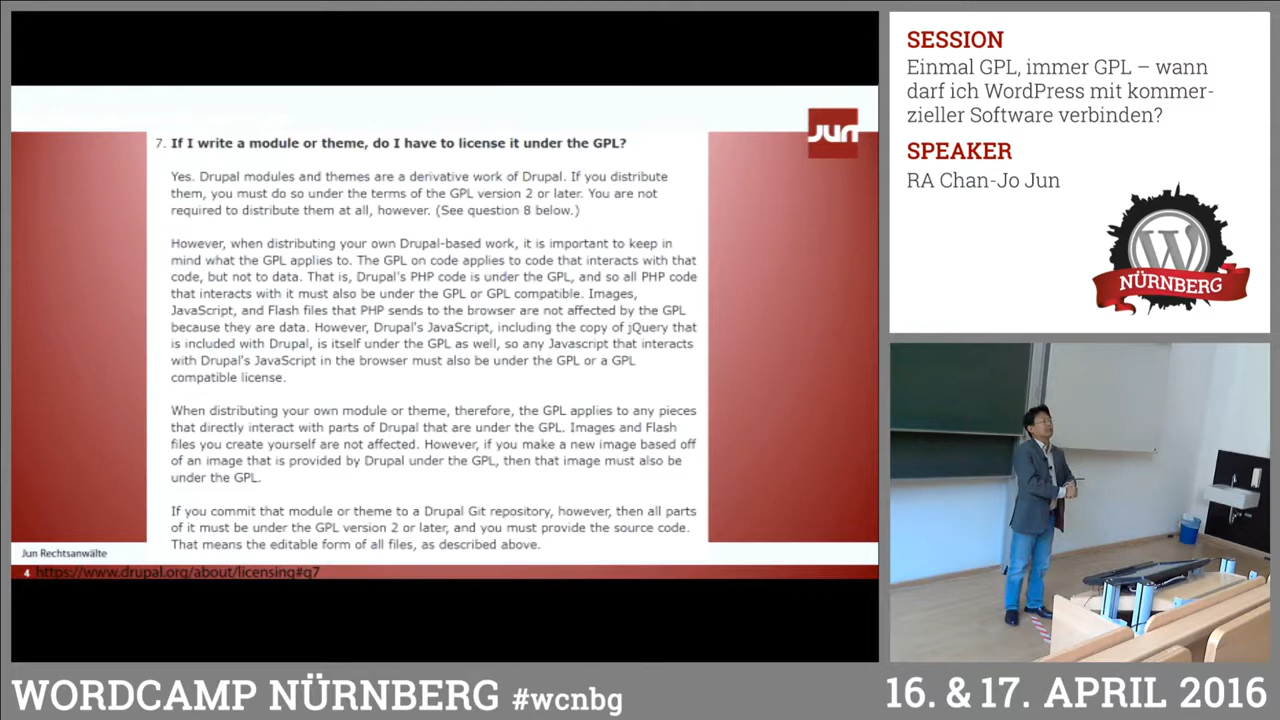 JUN
7. If I write a module or theme, do I have to license it under the GPL?
Yes. Drupal modules and themes are a derivative work of Drupal. If you distribute
them, you must do so under the terms of the GPL version 2 or later. You are not
required to distribute them at all, however. (See question 8 below.)
However, when distributing your own Drupal-based work, it is important to keep in
mind what the GPL applies to. The GPL on code applies to code that interacts with that
code, but not to data. That is, Drupal's PHP code is under the GPL, and so all PHP code
that interacts with it must also be under the GPL or GPL compatible. Images,
JavaScript, and Flash files that PHP sends to the browser are not affected by the GPL
because they are data. However, Drupal's JavaScript, including the copy of jQuery that
is included with Drupal, is itself under the GPL as well, so any Javascript that interacts
with Drupal's JavaScript in the browser must also be under the GPL or a GPL
compatible license.
When distributing your own module or theme, therefore, the GPL applies to any pieces
that directly interact with parts of Drupal that are under the GPL. Images and Flash
files you create yourself are not affected. However, if you make a new image based off
of an image that is provided by Drupal under the GPL, then that image must also be
under the GPL.
If you commit that module or theme to a Drupal Git repository, however, then all parts
of it must be under the GPL version 2 or later, and you must provide the source code.
That means the editable form of all files, as described above.
Jun Rechtsanwälte
4 https://www.drupal.org/about/licensing#q7
SESSION
Einmal GPL, immer GPL – wann
darf ich WordPress mit kommer-
zieller Software verbinden?
SPEAKER
RA Chan-Jo Jun
W
NÜRNBERG
WORDCAMP NÜRNBERG #wcnbg
16. & 17. APRIL 2016